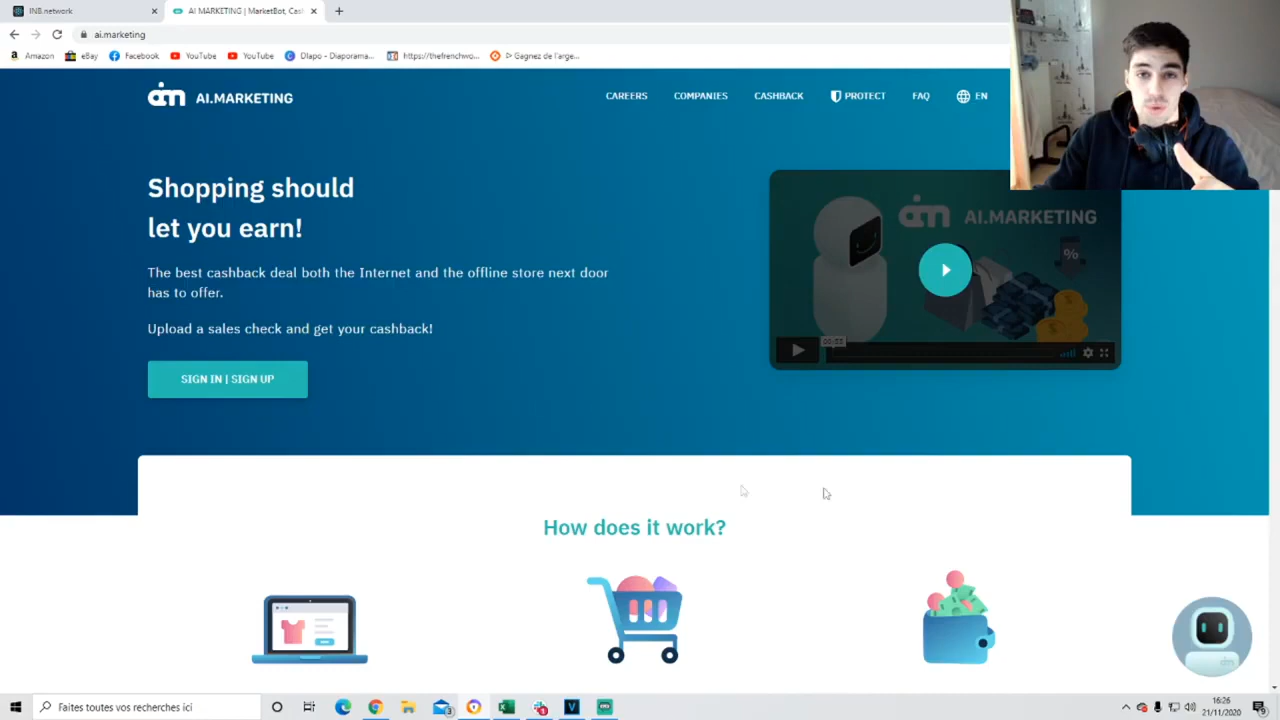 INB.network
AI MARKETING | MarketBot, Cas
ai.marketing
Amazon
eBay
Facebook
YouTube
YouTube
DIapo - Diaporama...
https://thefrenchwo...
Gagnez de l'arge...
am AI.MARKETING
CAREERS
COMPANIES
CASHBACK
PROTECT
FAQ
EN
Shopping should
let you earn!
The best cashback deal both the Internet and the offline store next door
has to offer.
Upload a sales check and get your cashback!
SIGN IN | SIGN UP
am AI.MARKETING
%
00:55
How does it work?
Faites toutes vos recherches ici
16:26
21/11/2020